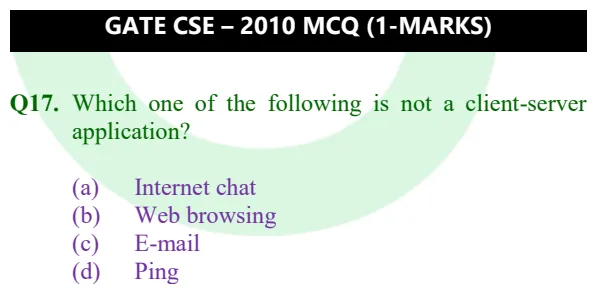 GATE CSE – 2010 MCQ (1-MARKS)
Q17. Which one of the following is not a client-server
application?
(a) Internet chat
(b) Web browsing
(c) E-mail
(d) Ping